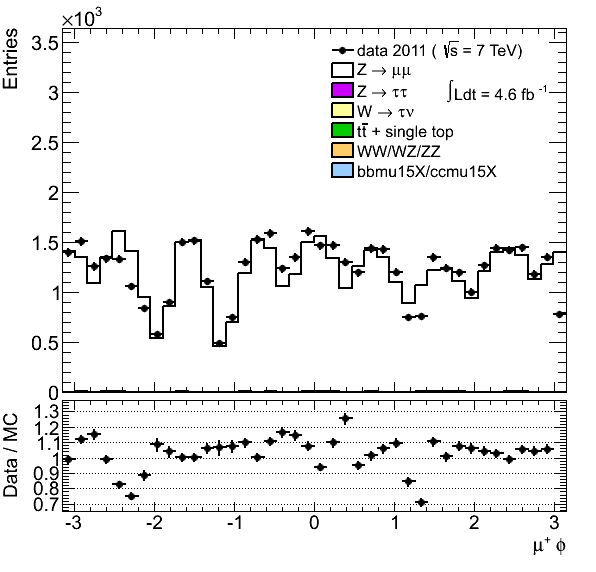 ×10³
Entries
3.5
3
2.5
2
1.5
1
0.5
0
data 2011 ( √s = 7 TeV)
Z → μμ
Z → ττ
∫Ldt = 4.6 fb⁻¹
W → τν
tt̄ + single top
WW/WZ/ZZ
bbmu15X/ccmu15X
Data / MC
1.3
1.2
1.1
1
0.9
0.8
0.7
-3 -2 -1 0 1 2 3
μ⁺ ϕ